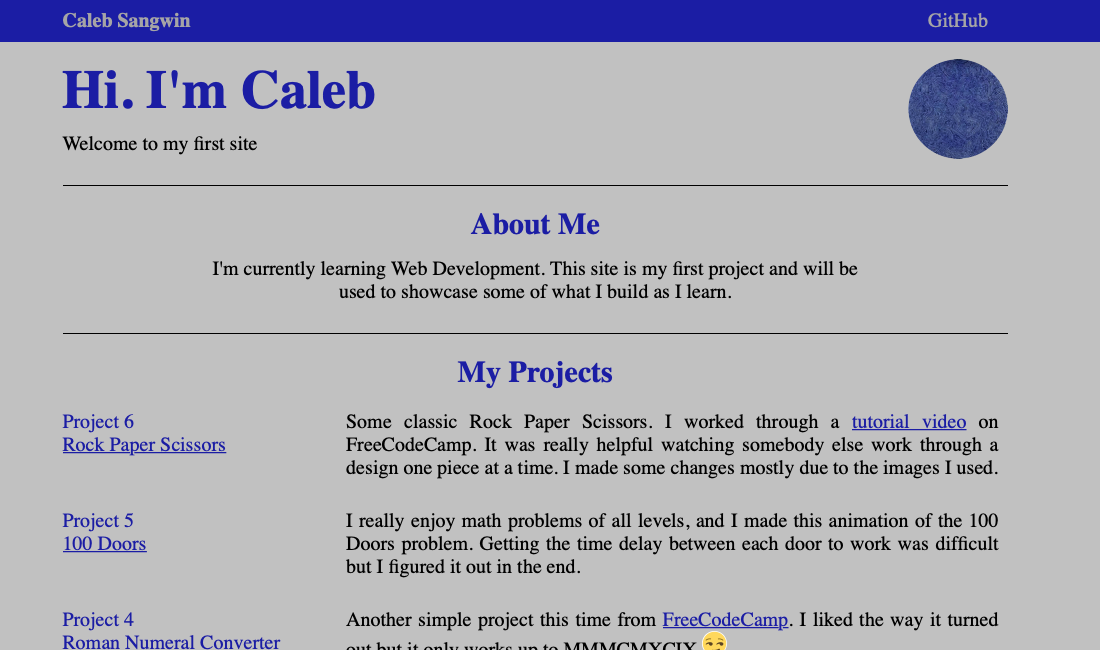 Caleb Sangwin GitHub
Hi. I'm Caleb
Welcome to my first site
About Me
I'm currently learning Web Development. This site is my first project and will be
used to showcase some of what I build as I learn.
My Projects
Project 6
Rock Paper Scissors
Some classic Rock Paper Scissors. I worked through a tutorial video on
FreeCodeCamp. It was really helpful watching somebody else work through a
design one piece at a time. I made some changes mostly due to the images I used.
Project 5
100 Doors
I really enjoy math problems of all levels, and I made this animation of the 100
Doors problem. Getting the time delay between each door to work was difficult
but I figured it out in the end.
Project 4
Roman Numeral Converter
Another simple project this time from FreeCodeCamp. I liked the way it turned
out but it only works up to MMMCMXCIX 😏